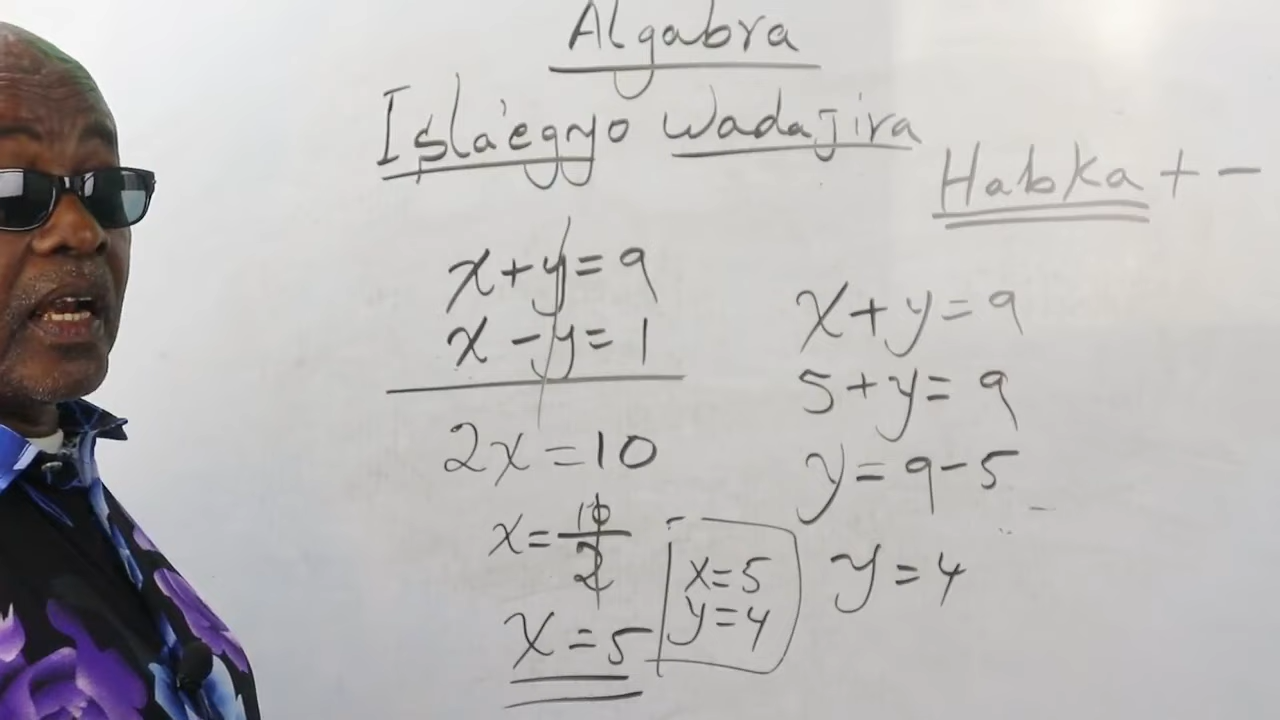 Algabra
Isla'egyo Wadajira
Habka + -
x + y = 9
x - y = 1
2x = 10
x = 10/2
x = 5
x = 5
y = 4
x + y = 9
5 + y = 9
y = 9 - 5
y = 4